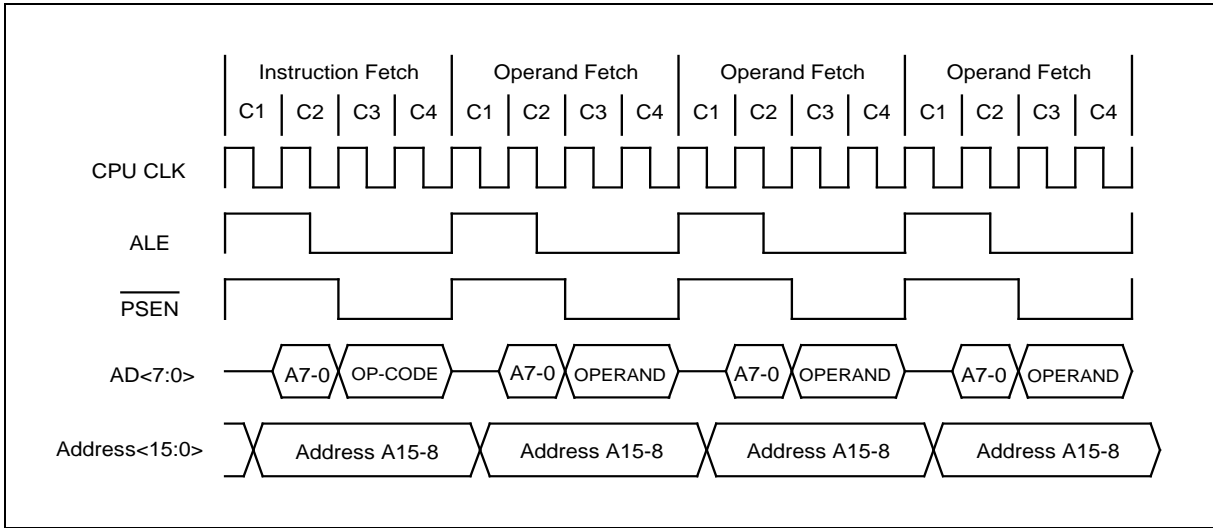 Instruction Fetch Operand Fetch Operand Fetch Operand Fetch
C1 C2 C3 C4 C1 C2 C3 C4 C1 C2 C3 C4 C1 C2 C3 C4
CPU CLK
ALE
PSEN
AD<7:0> A7-0 OP-CODE A7-0 OPERAND A7-0 OPERAND A7-0 OPERAND
Address<15:0> Address A15-8 Address A15-8 Address A15-8 Address A15-8